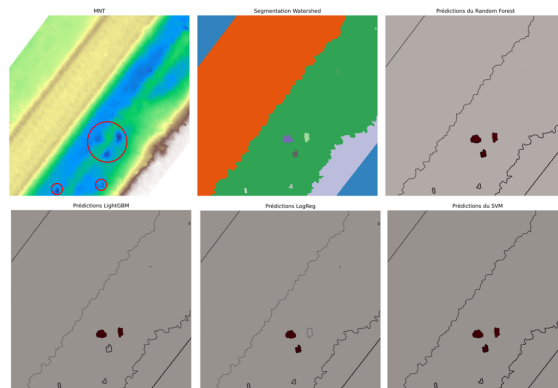 MNT
Segmentation Watershed
Prédictions du Random Forest
Prédictions LightGBM
Prédictions LogReg
Prédictions du SVM